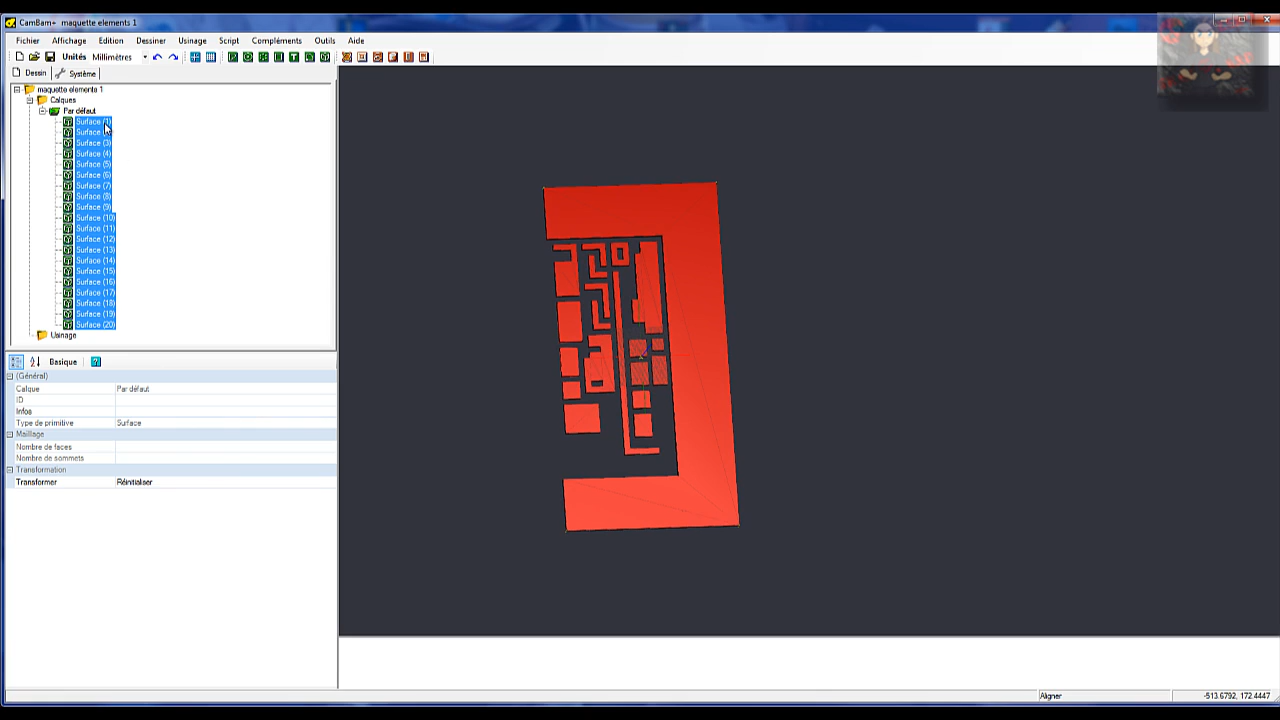 CamBam+ maquette elements 1
Fichier Affichage Edition Dessiner Usinage Script Compléments Outils Aide
Unités Millimètres
Dessin Système
maquette elements 1
Calques
Par défaut
Surface (1)
Surface
Surface (3)
Surface (4)
Surface (5)
Surface (6)
Surface (7)
Surface (8)
Surface (9)
Surface (10)
Surface (11)
Surface (12)
Surface (13)
Surface (14)
Surface (15)
Surface (16)
Surface (17)
Surface (18)
Surface (19)
Surface (20)
Usinage
Basique
(Général)
Calque Par défaut
ID
Infos
Type de primitive Surface
Maillage
Nombre de faces
Nombre de sommets
Transformation
Transformer Réinitialiser
Aligner -513.6792, 172.4447